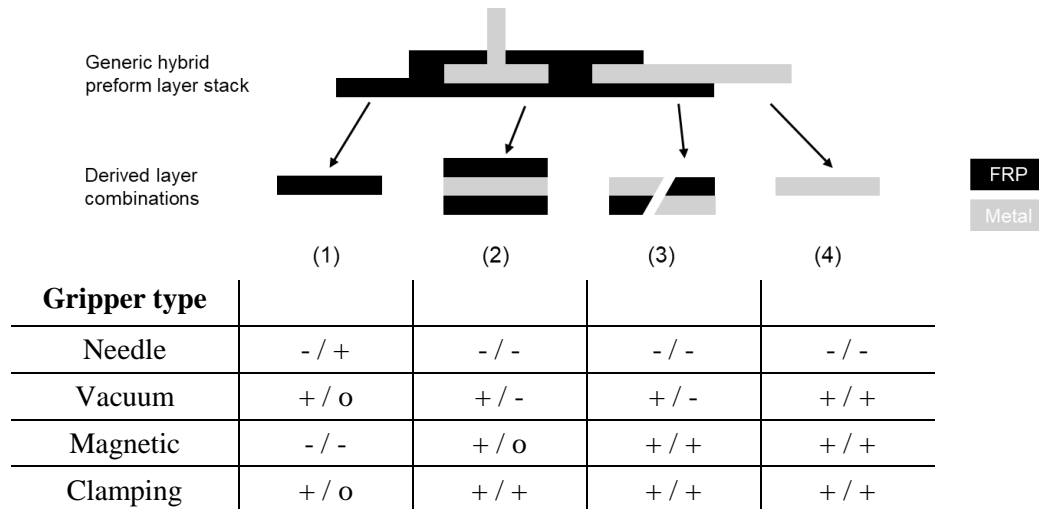 Generic hybrid
preform layer stack
Derived layer
combinations
FRP
Metal
(1) (2) (3) (4)
Gripper type
Needle - / + - / - - / - - / -
Vacuum + / o + / - + / - + / +
Magnetic - / - + / o + / + + / +
Clamping + / o + / + + / + + / +